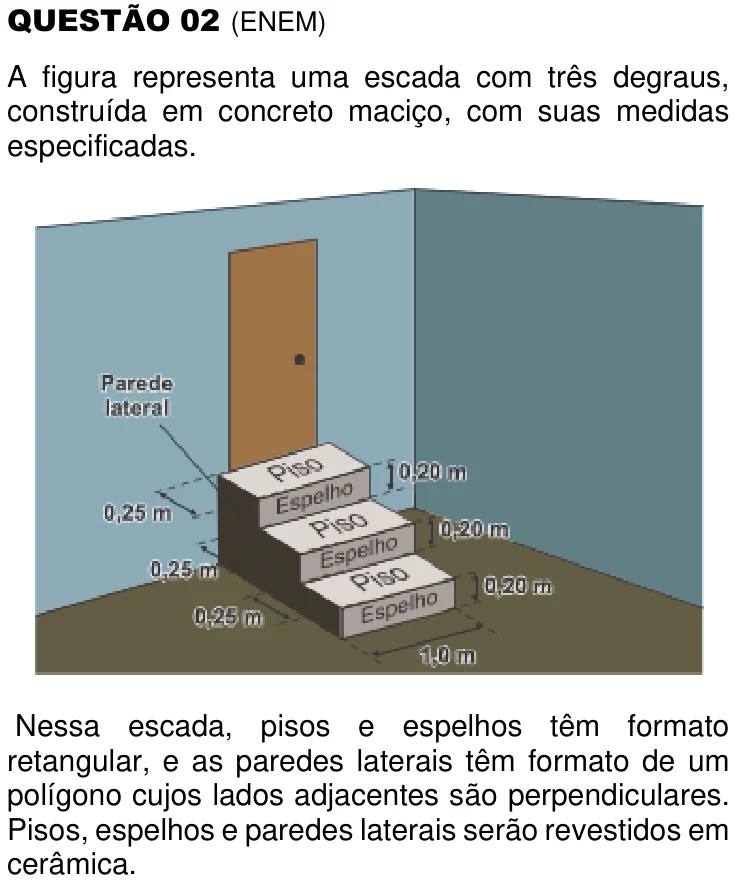 QUESTÃO 02 (ENEM)
A figura representa uma escada com três degraus,
construída em concreto maciço, com suas medidas
especificadas.
Parede
lateral
Piso
0,20 m
Espelho
0,25 m
Piso
0,20 m
Espelho
0,25 m
Piso
0,20 m
Espelho
0,25 m
1,0 m
Nessa escada, pisos e espelhos têm formato
retangular, e as paredes laterais têm formato de um
polígono cujos lados adjacentes são perpendiculares.
Pisos, espelhos e paredes laterais serão revestidos em
cerâmica.